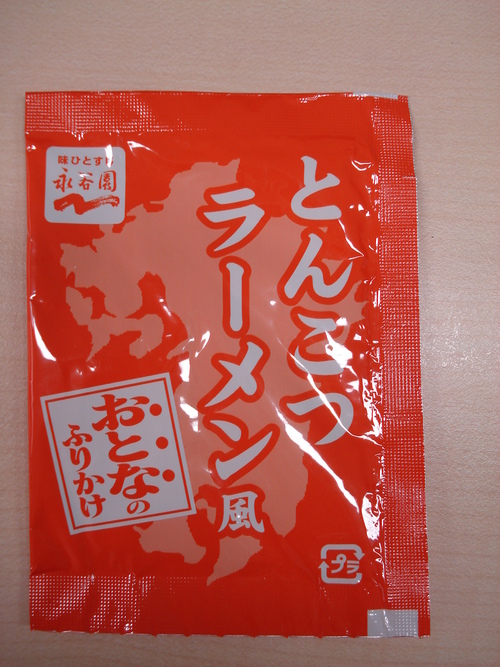 味ひとすじ
永谷園
とんこつ
ラーメン風
おとなの
ふりかけ
プラ